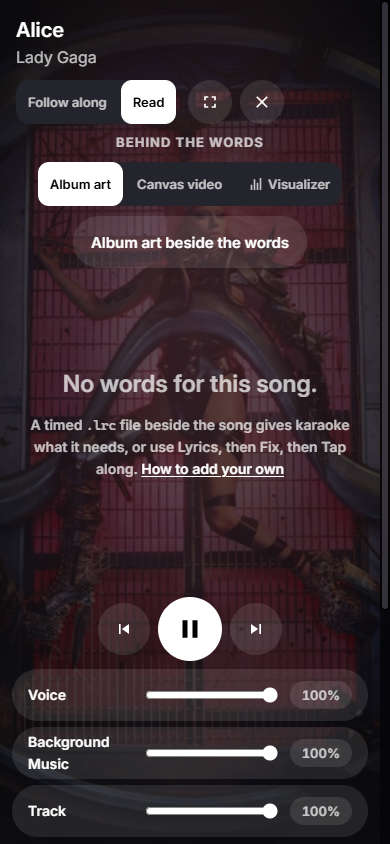 Alice
Lady Gaga
Follow along
Read
BEHIND THE WORDS
Album art
Canvas video
Visualizer
Album art beside the words
No words for this song.
A timed .lrc file beside the song gives karaoke
what it needs, or use Lyrics, then Fix, then Tap
along. How to add your own
Voice
100%
Background
Music
100%
Track
100%